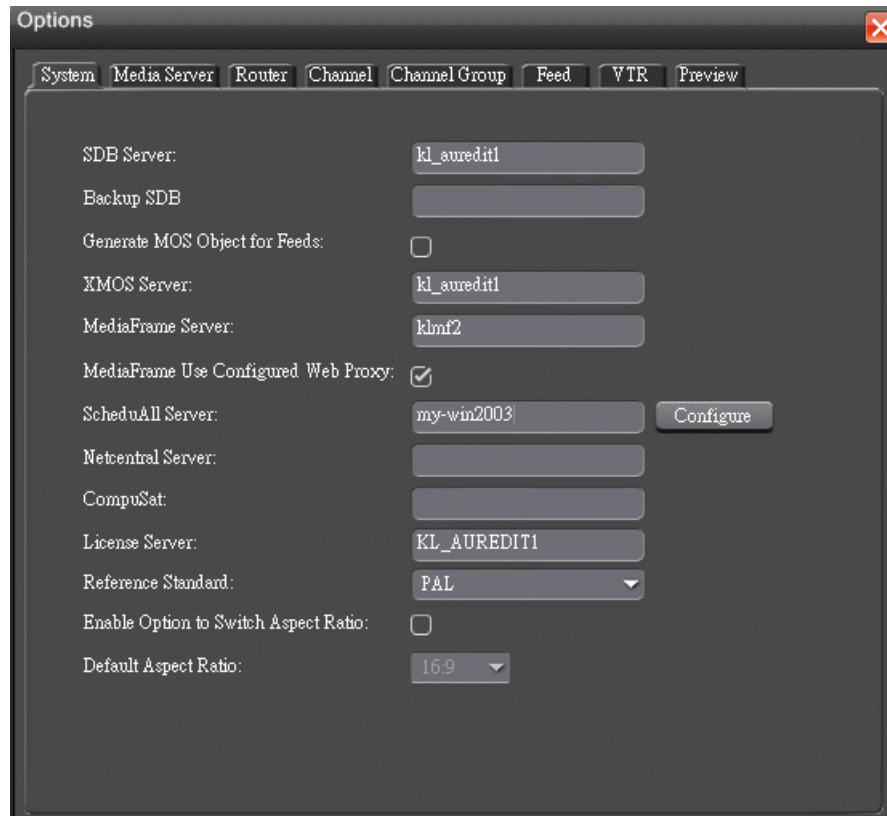 Options
System Media Server Router Channel Channel Group Feed VTR Preview
SDB Server: kl_auredit1
Backup SDB
Generate MOS Object for Feeds:
XMOS Server: kl_auredit1
MediaFrame Server: klmf2
MediaFrame Use Configured Web Proxy:
ScheduAll Server: my-win2003 Configure
Netcentral Server:
CompuSat:
License Server: KL_AUREDIT1
Reference Standard: PAL
Enable Option to Switch Aspect Ratio:
Default Aspect Ratio: 16:9